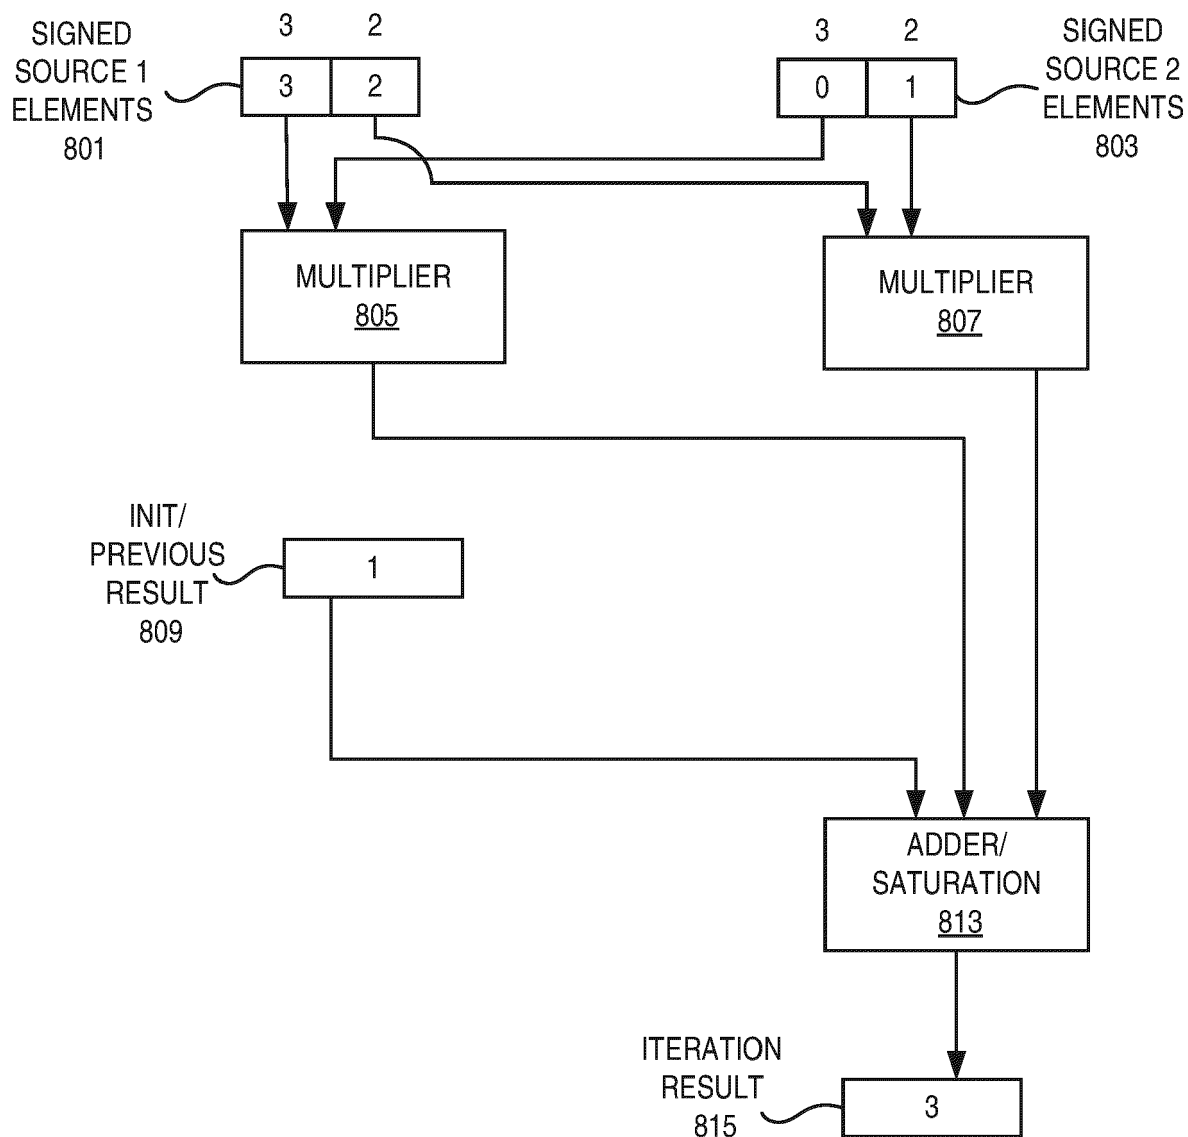 3 2
SIGNED
SOURCE 1
ELEMENTS
801
3 2
3 2
0 1
SIGNED
SOURCE 2
ELEMENTS
803
MULTIPLIER
805
MULTIPLIER
807
INIT/
PREVIOUS
RESULT
809
1
ADDER/
SATURATION
813
ITERATION
RESULT
815
3